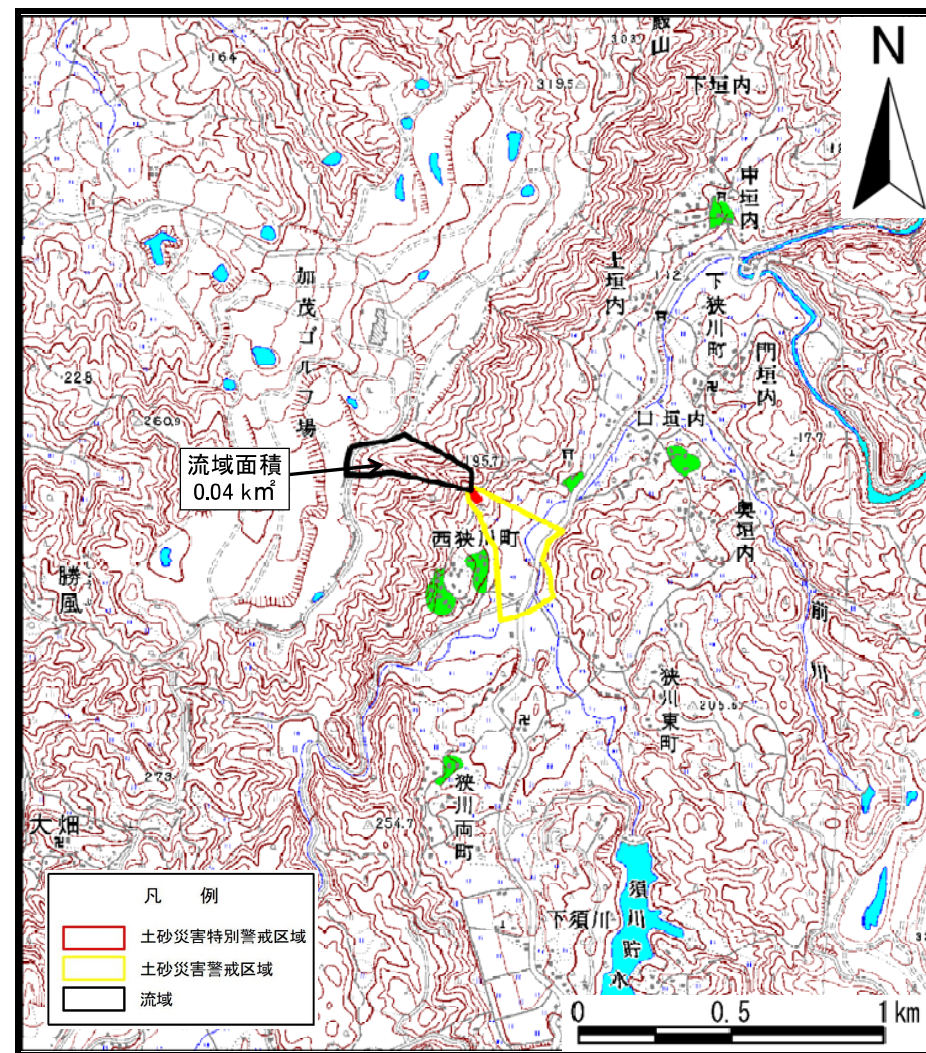 殿山
303
164
319.5
下垣内
N
中垣内
上垣内
12
下狭川町
加茂ゴルフ場
門垣内
228
260.9
口垣内
17.7
195.7
流域面積
0.04 k㎡
奥垣内
西狭川町
勝風
前川
狭川東町
205.6
273
狭川両町
254.7
大畑
下須川
須川貯水
凡 例
土砂災害特別警戒区域
土砂災害警戒区域
流域
0 0.5 1km